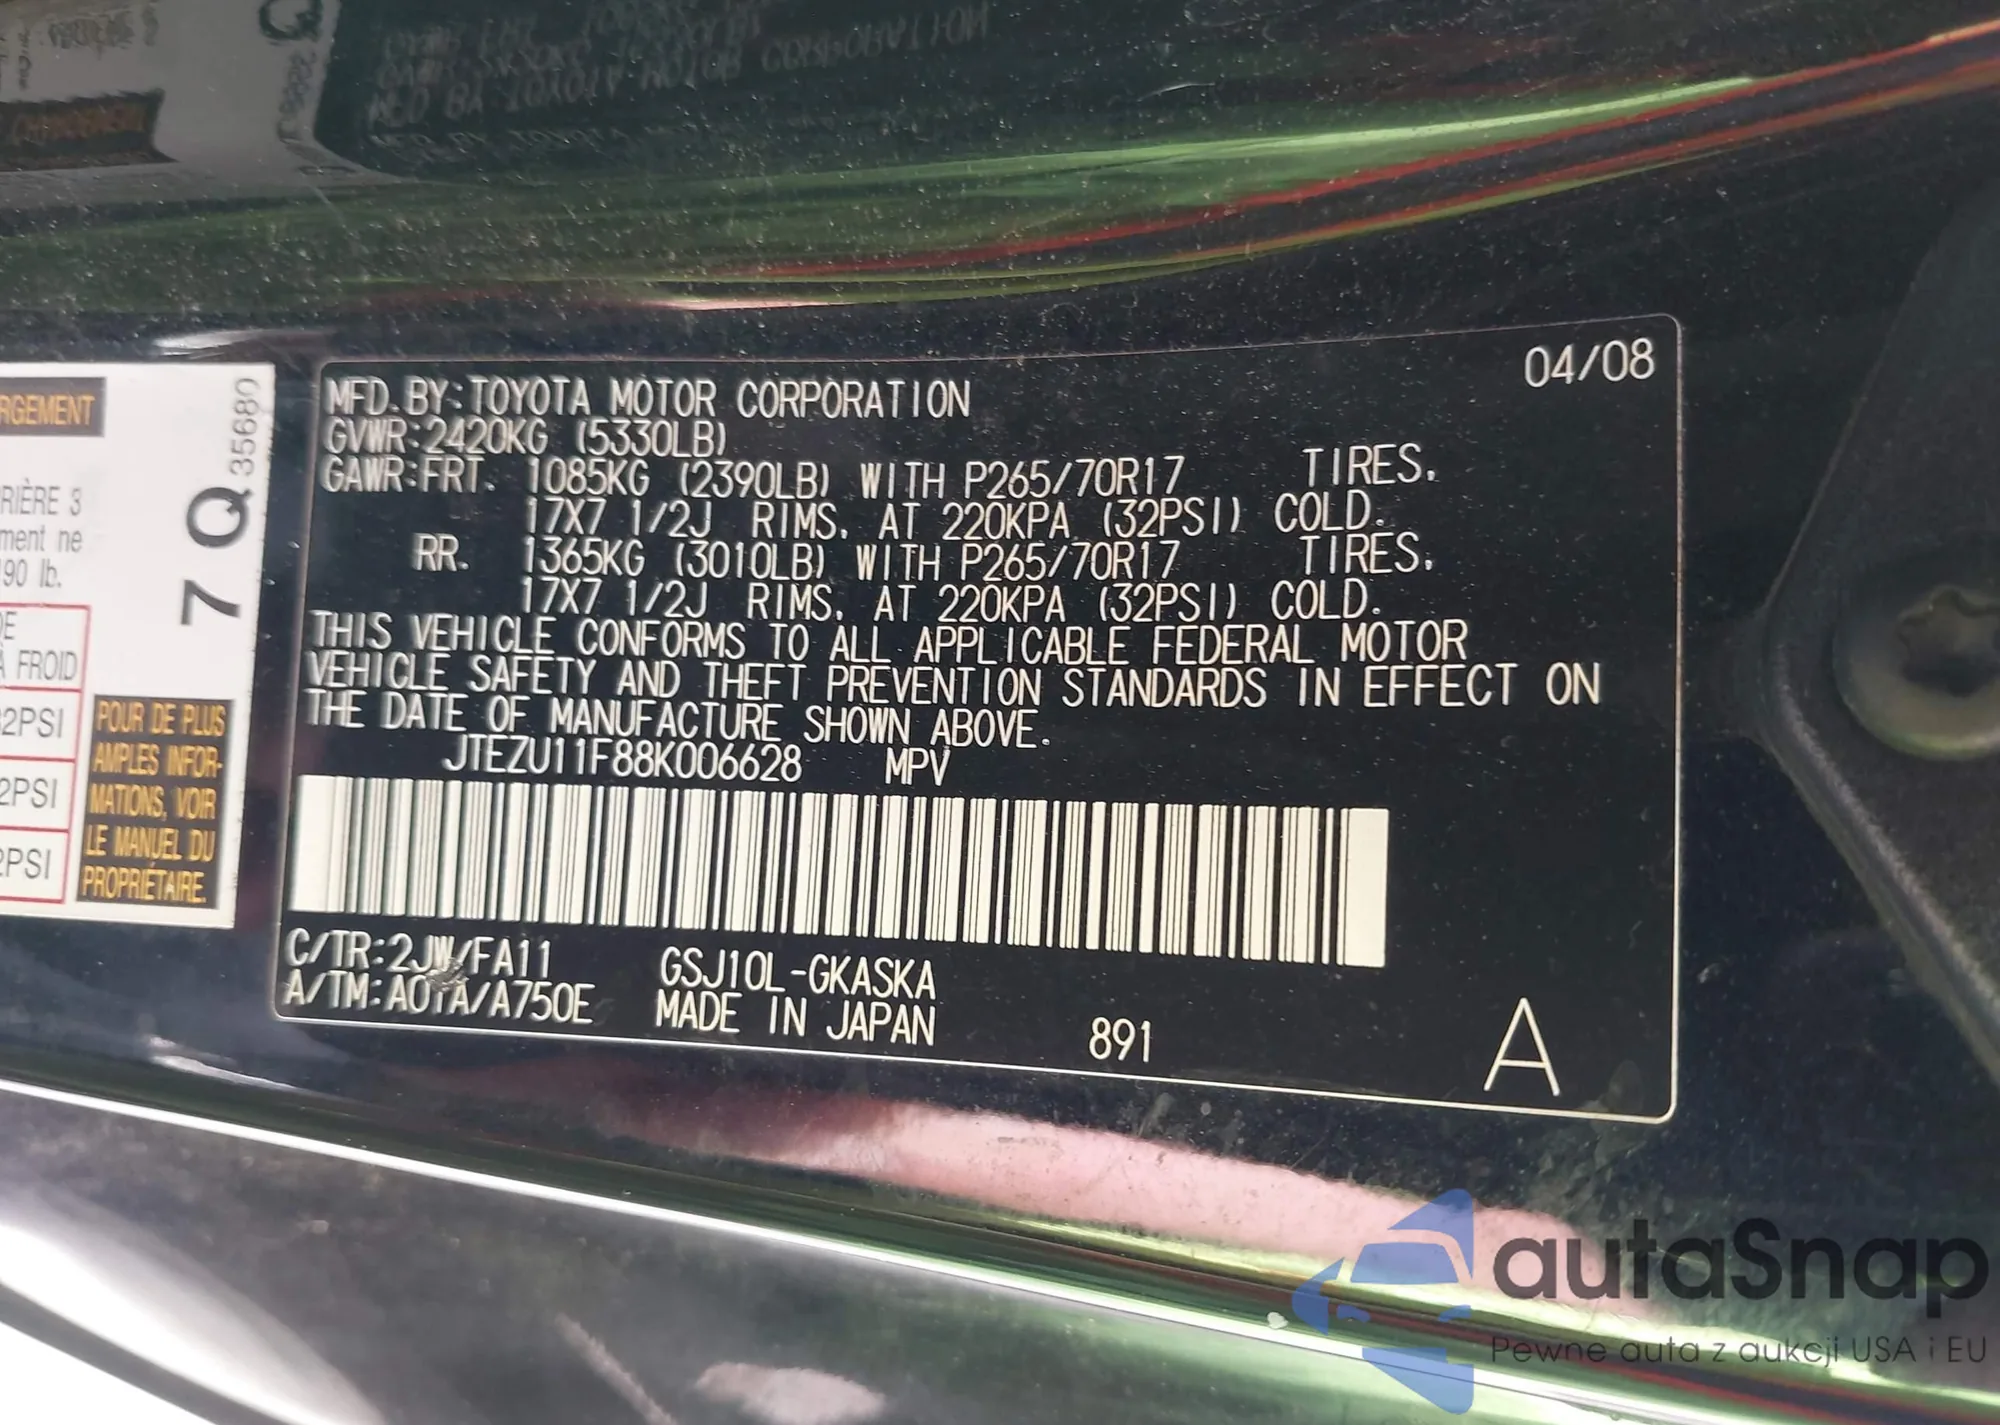 04/08
MFD.BY:TOYOTA MOTOR CORPORATION
GVWR:2420KG (5330LB)
GAWR:FRT. 1085KG (2390LB) WITH P265/70R17 TIRES,
17X7 1/2J RIMS, AT 220KPA (32PSI) COLD.
RR. 1365KG (3010LB) WITH P265/70R17 TIRES,
17X7 1/2J RIMS, AT 220KPA (32PSI) COLD.
THIS VEHICLE CONFORMS TO ALL APPLICABLE FEDERAL MOTOR
VEHICLE SAFETY AND THEFT PREVENTION STANDARDS IN EFFECT ON
THE DATE OF MANUFACTURE SHOWN ABOVE.
JTEZU11F88K006628 MPV
C/TR:2JW/FA11 GSJ10L-GKASKA
A/TM:A01A/A750E MADE IN JAPAN 891
A
RGEMENT
RIÈRE 3
ment ne
90 lb.
DE
À FROID
32PSI
2PSI
2PSI
7 Q 35680
POUR DE PLUS
AMPLES INFOR-
MATIONS, VOIR
LE MANUEL DU
PROPRIÉTAIRE.
autaSnap
Pewne auta z aukcji USA i EU